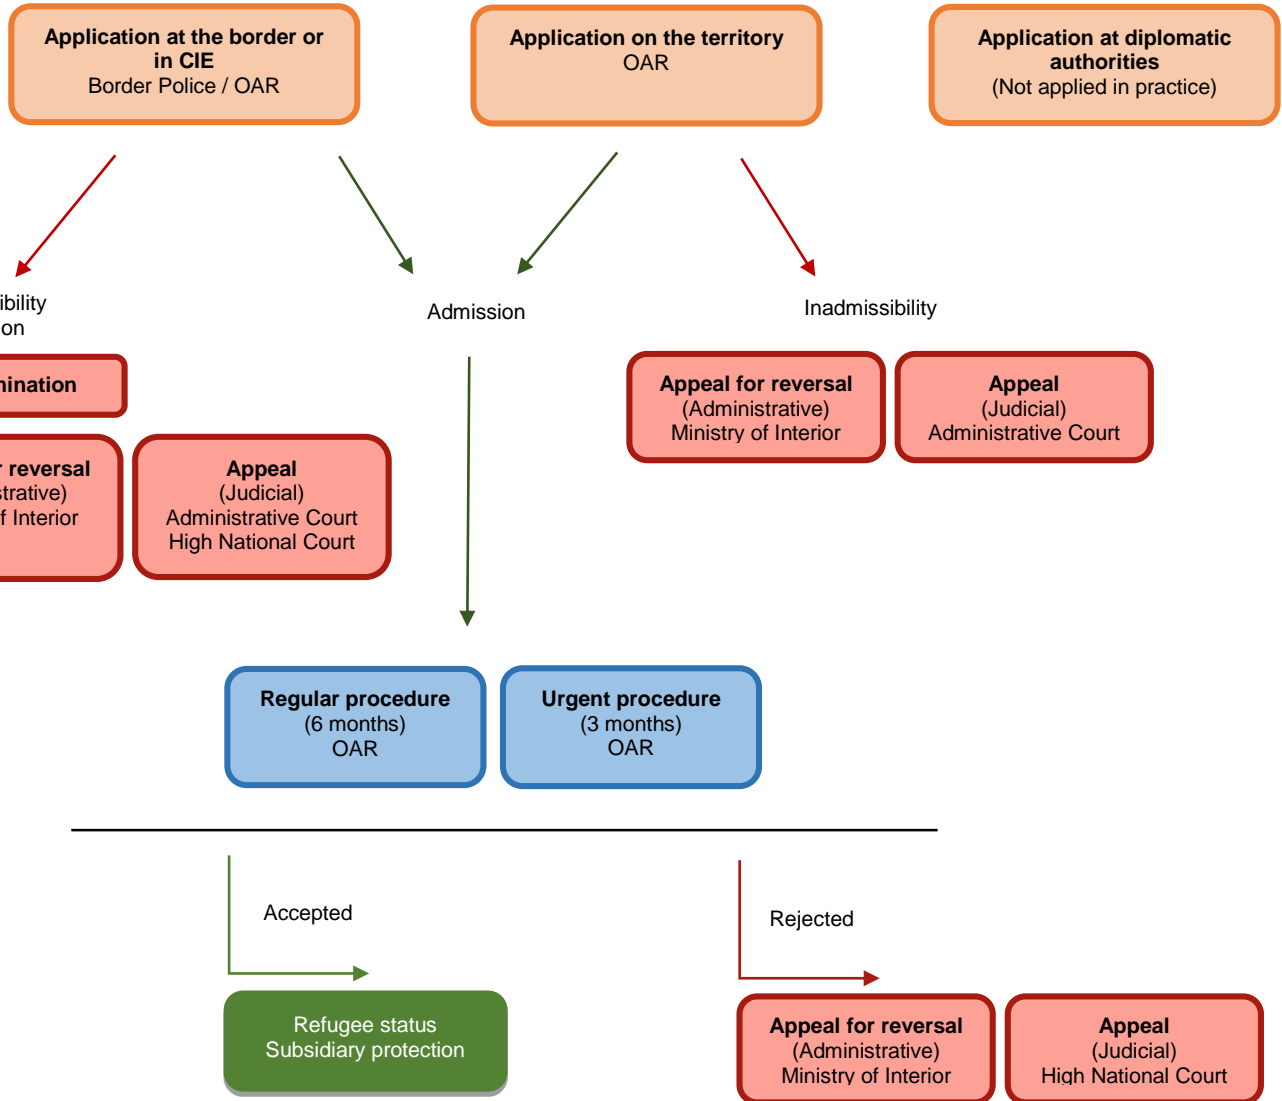 Application at the border or
in CIE
Border Police / OAR
Application on the territory
OAR
Application at diplomatic
authorities
(Not applied in practice)
ibility
on
Admission
Inadmissibility
mination
Appeal for reversal
(Administrative)
Ministry of Interior
Appeal
(Judicial)
Administrative Court
r reversal
strative)
f Interior
Appeal
(Judicial)
Administrative Court
High National Court
Regular procedure
(6 months)
OAR
Urgent procedure
(3 months)
OAR
Accepted
Rejected
Refugee status
Subsidiary protection
Appeal for reversal
(Administrative)
Ministry of Interior
Appeal
(Judicial)
High National Court